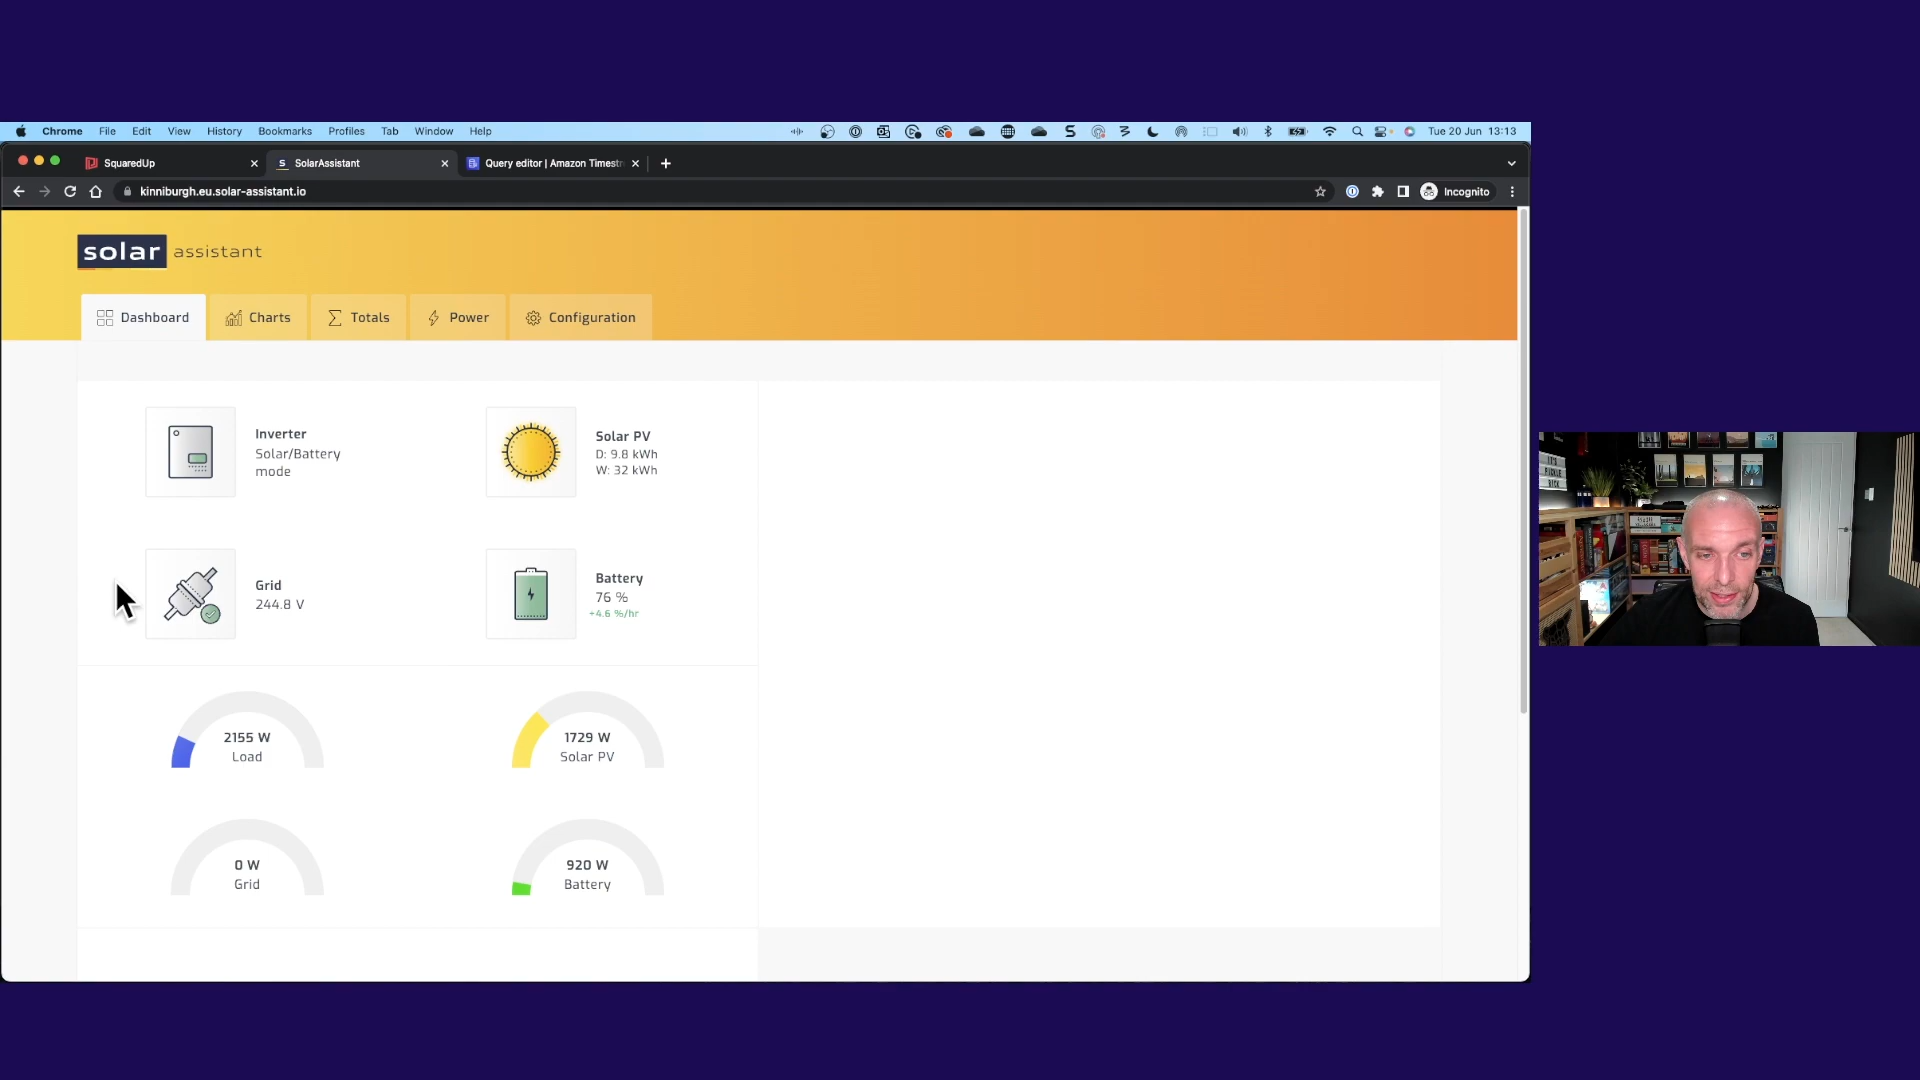 Chrome File Edit View History Bookmarks Profiles Tab Window Help Tue 20 Jun 13:13
SquaredUp SolarAssistant Query editor | Amazon Timestr
kinniburgh.eu.solar-assistant.io Incognito
solar assistant
Dashboard Charts Totals Power Configuration
Inverter
Solar/Battery
mode
Solar PV
D: 9.8 kWh
W: 32 kWh
Grid
244.8 V
Battery
76 %
+4.6 %/hr
2155 W
Load
1729 W
Solar PV
0 W
Grid
920 W
Battery
IT'S
PICKLE
RICK